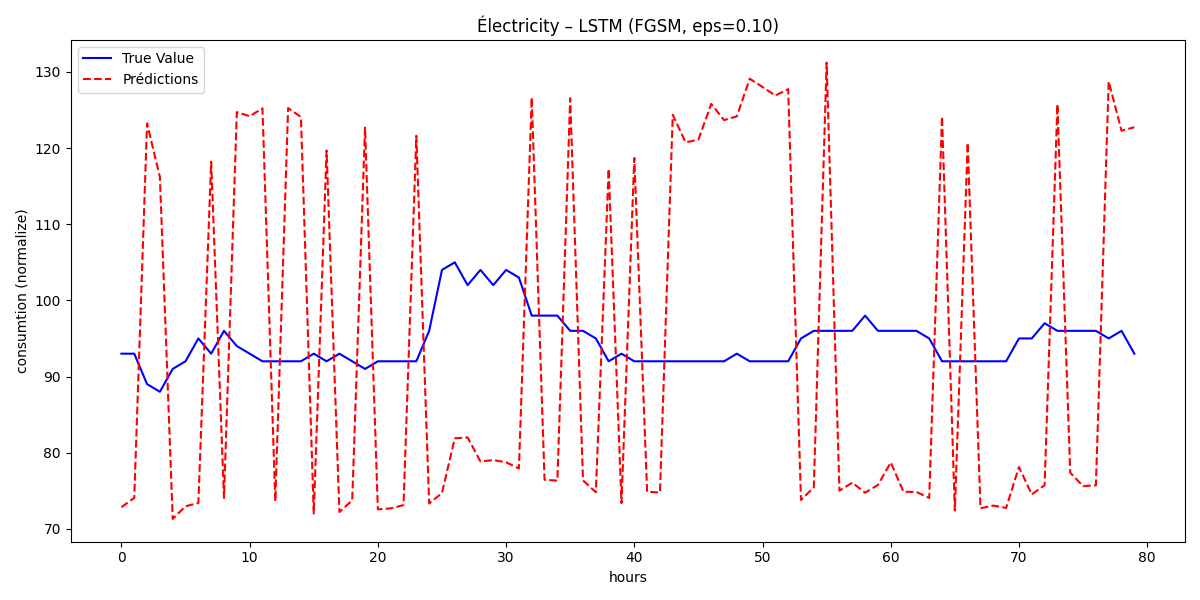 Électricity – LSTM (FGSM, eps=0.10)
True Value
Prédictions
consumtion (normalize)
130
120
110
100
90
80
70
0 10 20 30 40 50 60 70 80
hours